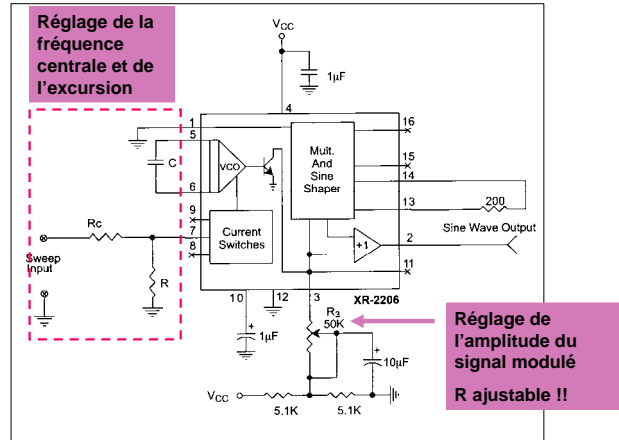 Réglage de la
fréquence
centrale et de
l'excursion
VCC
1µF
4
16
1
5
Mult.
And
Sine
Shaper
VCO
C
15
14
6
13
200
9
Rc
7
Current
Switches
+1
2
Sine Wave Output
8
11
Sweep
Input
R
10
12
3
XR-2206
R3
50K
1µF
+
+
10µF
Réglage de
l'amplitude du
signal modulé
R ajustable !!
VCC
5.1K
5.1K